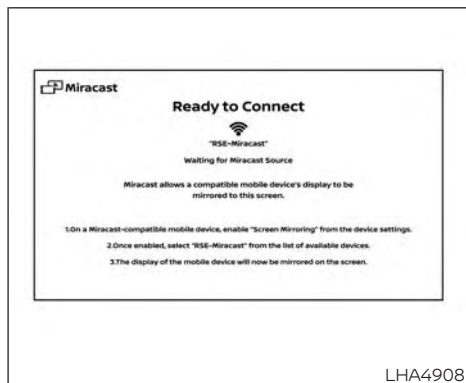 Miracast
Ready to Connect
"RSE-Miracast"
Waiting for Miracast Source
Miracast allows a compatible mobile device's display to be
mirrored to this screen.
1.On a Miracast-compatible mobile device, enable "Screen Mirroring" from the device settings.
2.Once enabled, select "RSE-Miracast" from the list of available devices.
3.The display of the mobile device will now be mirrored on the screen.
LHA4908